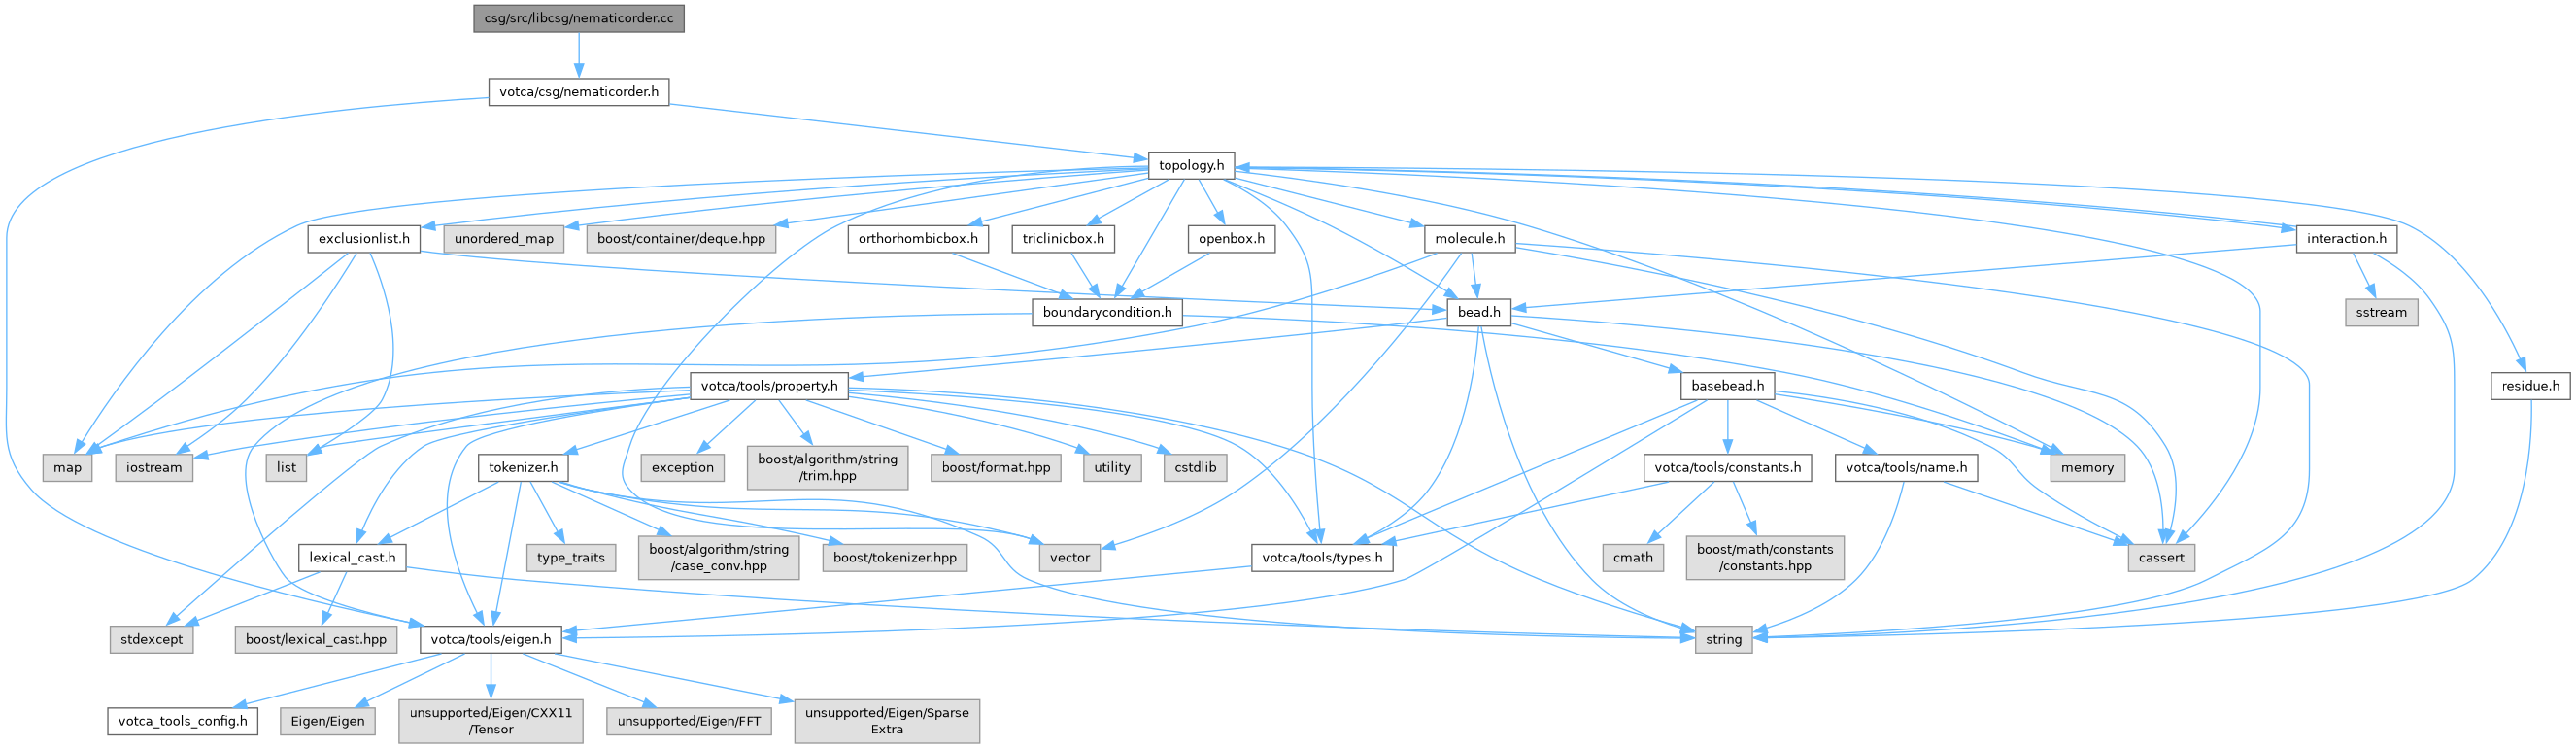 csg/src/libcsg/nematicorder.cc
votca/csg/nematicorder.h
topology.h
exclusionlist.h
unordered_map
boost/container/deque.hpp
orthorhombicbox.h
triclinicbox.h
openbox.h
molecule.h
interaction.h
boundarycondition.h
bead.h
sstream
votca/tools/property.h
basebead.h
residue.h
map
iostream
list
tokenizer.h
exception
boost/algorithm/string
/trim.hpp
boost/format.hpp
utility
cstdlib
votca/tools/constants.h
votca/tools/name.h
memory
lexical_cast.h
type_traits
boost/algorithm/string
/case_conv.hpp
boost/tokenizer.hpp
vector
votca/tools/types.h
cmath
boost/math/constants
/constants.hpp
cassert
stdexcept
boost/lexical_cast.hpp
votca/tools/eigen.h
string
votca_tools_config.h
Eigen/Eigen
unsupported/Eigen/CXX11
/Tensor
unsupported/Eigen/FFT
unsupported/Eigen/Sparse
Extra